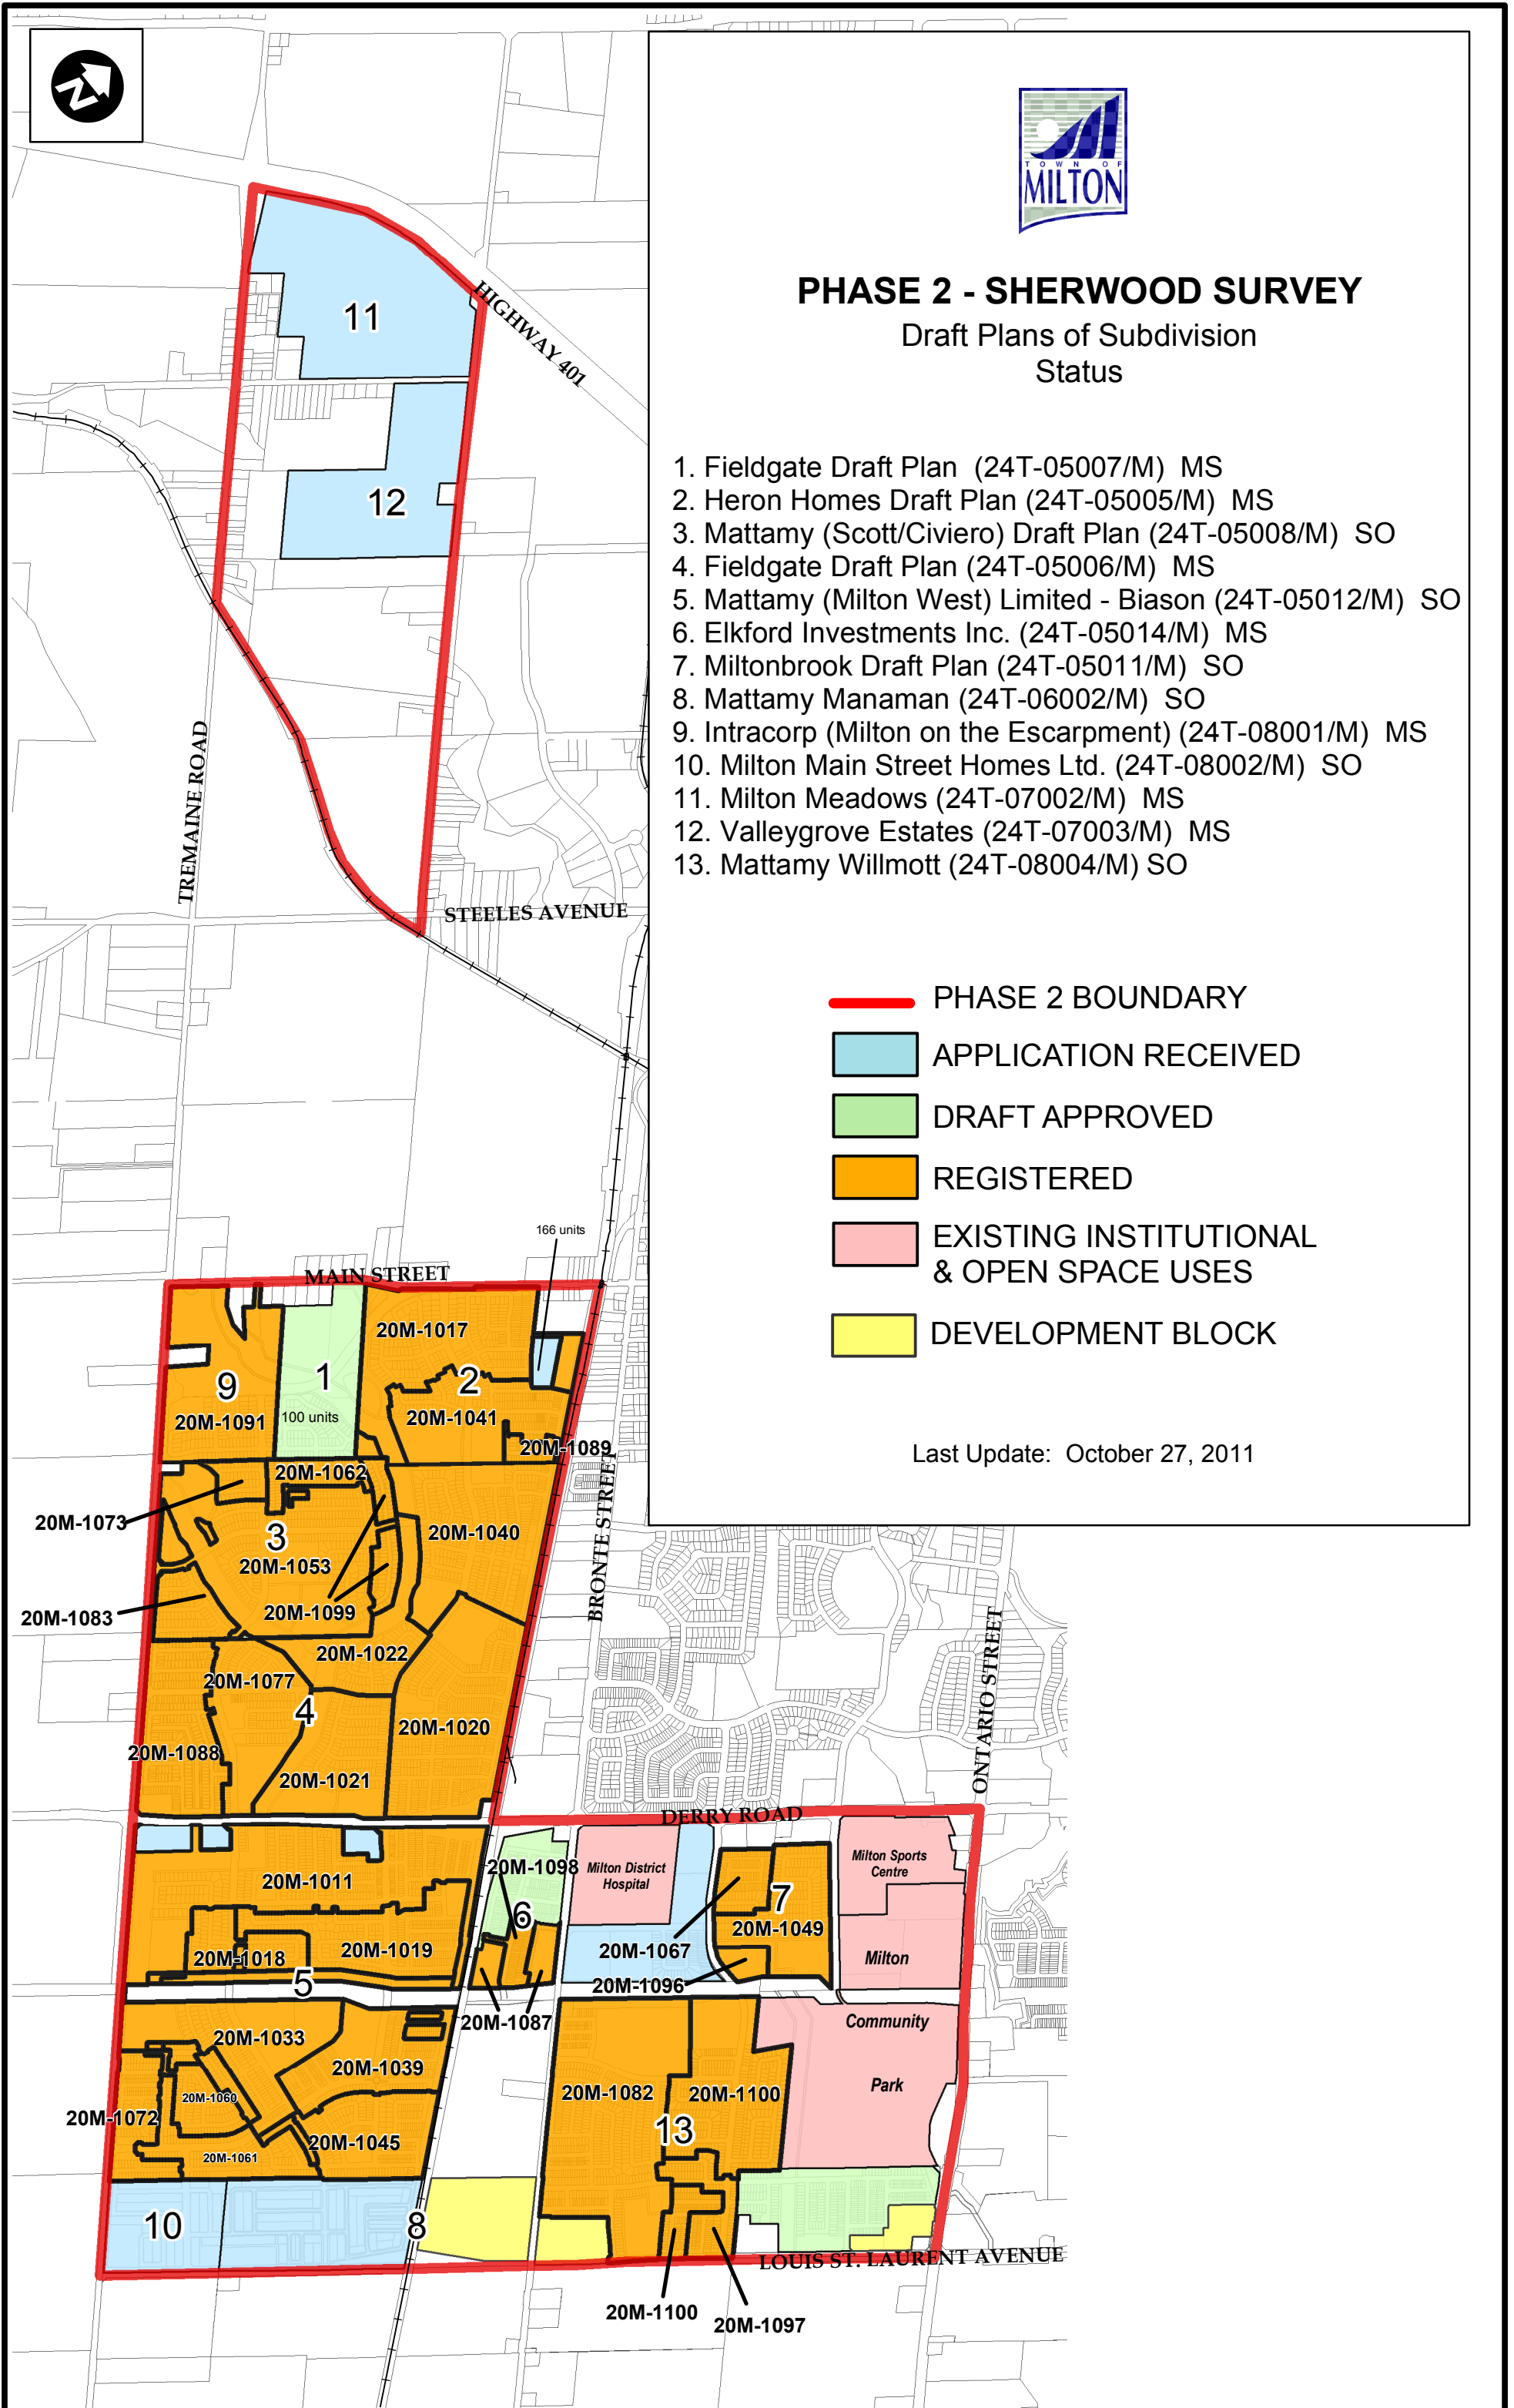 N
TOWN OF
MILTON
PHASE 2 - SHERWOOD SURVEY
Draft Plans of Subdivision
Status
1. Fieldgate Draft Plan (24T-05007/M) MS
2. Heron Homes Draft Plan (24T-05005/M) MS
3. Mattamy (Scott/Civiero) Draft Plan (24T-05008/M) SO
4. Fieldgate Draft Plan (24T-05006/M) MS
5. Mattamy (Milton West) Limited - Biason (24T-05012/M) SO
6. Elkford Investments Inc. (24T-05014/M) MS
7. Miltonbrook Draft Plan (24T-05011/M) SO
8. Mattamy Manaman (24T-06002/M) SO
9. Intracorp (Milton on the Escarpment) (24T-08001/M) MS
10. Milton Main Street Homes Ltd. (24T-08002/M) SO
11. Milton Meadows (24T-07002/M) MS
12. Valleygrove Estates (24T-07003/M) MS
13. Mattamy Willmott (24T-08004/M) SO
PHASE 2 BOUNDARY
APPLICATION RECEIVED
DRAFT APPROVED
REGISTERED
EXISTING INSTITUTIONAL
& OPEN SPACE USES
DEVELOPMENT BLOCK
Last Update: October 27, 2011
11
HIGHWAY 401
12
TREMAINE ROAD
STEELES AVENUE
166 units
MAIN STREET
20M-1017
1
2
9
100 units
20M-1091
20M-1041
20M-1089
20M-1062
BRONTE STREET
20M-1073
3
20M-1040
20M-1053
20M-1099
20M-1083
20M-1022
20M-1077
4
20M-1020
20M-1088
20M-1021
ONTARIO STREET
DERRY ROAD
20M-1011
20M-1098
Milton District
Hospital
Milton Sports
Centre
7
6
20M-1049
20M-1018
20M-1019
20M-1067
Milton
5
20M-1096
20M-1087
Community
20M-1033
20M-1039
20M-1082
20M-1100
Park
20M-1060
20M-1072
13
20M-1045
20M-1061
10
8
LOUIS ST. LAURENT AVENUE
20M-1100
20M-1097